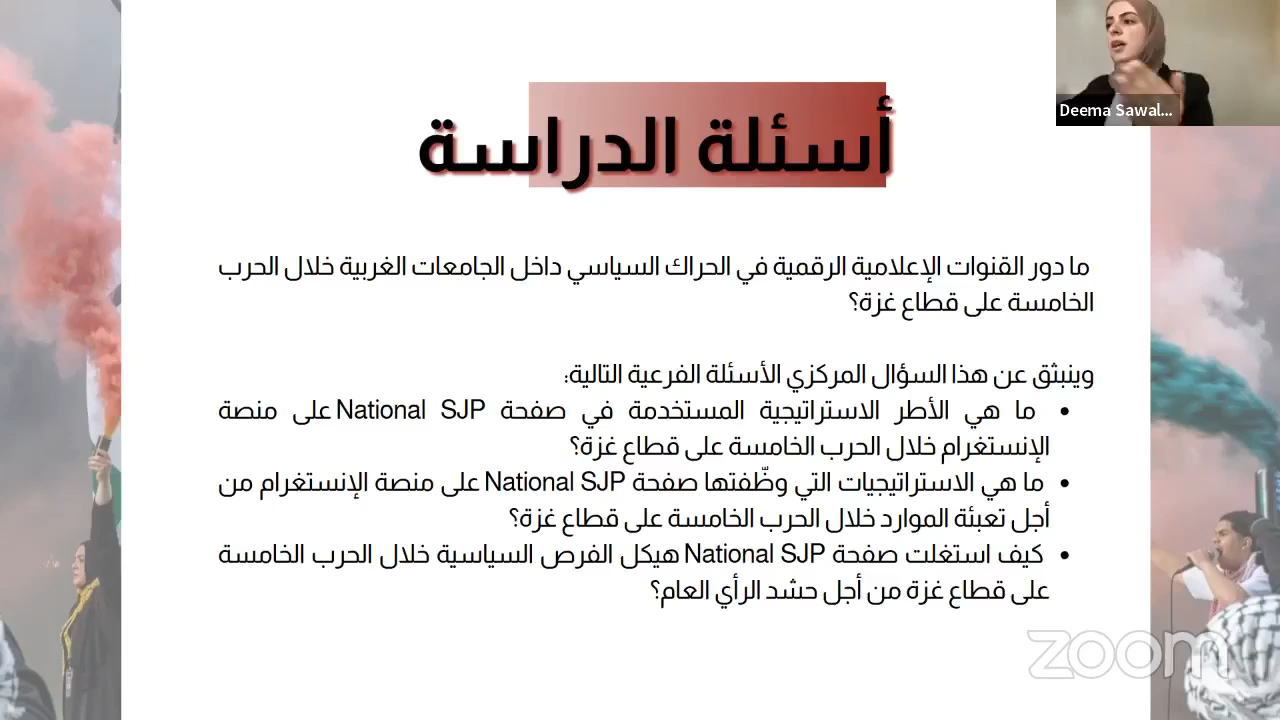 Deema Sawal...
أسئلة الدراسة
ما دور القنوات الإعلامية الرقمية في الحراك السياسي داخل الجامعات الغربية خلال الحرب
الخامسة على قطاع غزة؟
وينبثق عن هذا السؤال المركزي الأسئلة الفرعية التالية:
• ما هي الأطر الاستراتيجية المستخدمة في صفحة National SJP على منصة
الإنستغرام خلال الحرب الخامسة على قطاع غزة؟
• ما هي الاستراتيجيات التي وظّفتها صفحة National SJP على منصة الإنستغرام من
أجل تعبئة الموارد خلال الحرب الخامسة على قطاع غزة؟
• كيف استغلت صفحة National SJP هيكل الفرص السياسية خلال الحرب الخامسة
على قطاع غزة من أجل حشد الرأي العام؟
zoom